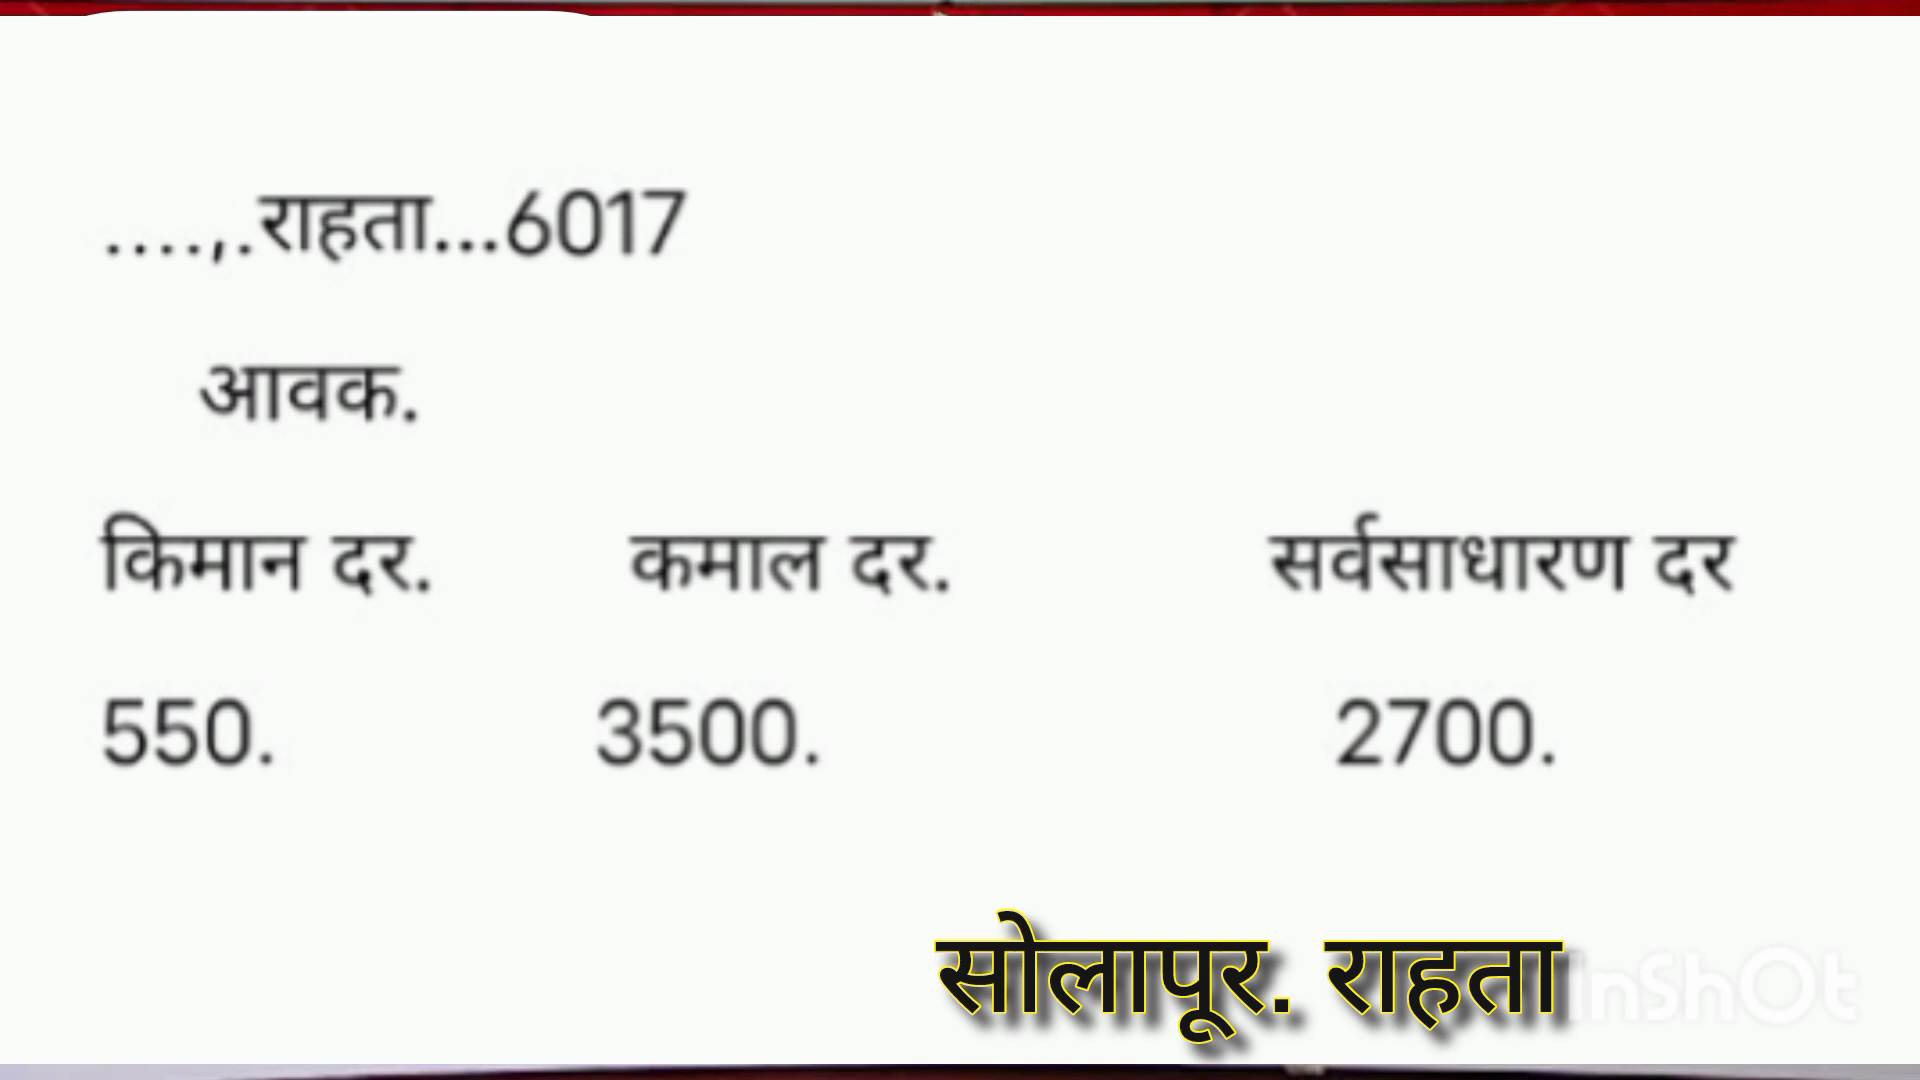 ....,.राहता...6017
आवक.
किमान दर. कमाल दर. सर्वसाधारण दर
550. 3500. 2700.
सोलापूर. राहता
InShOt